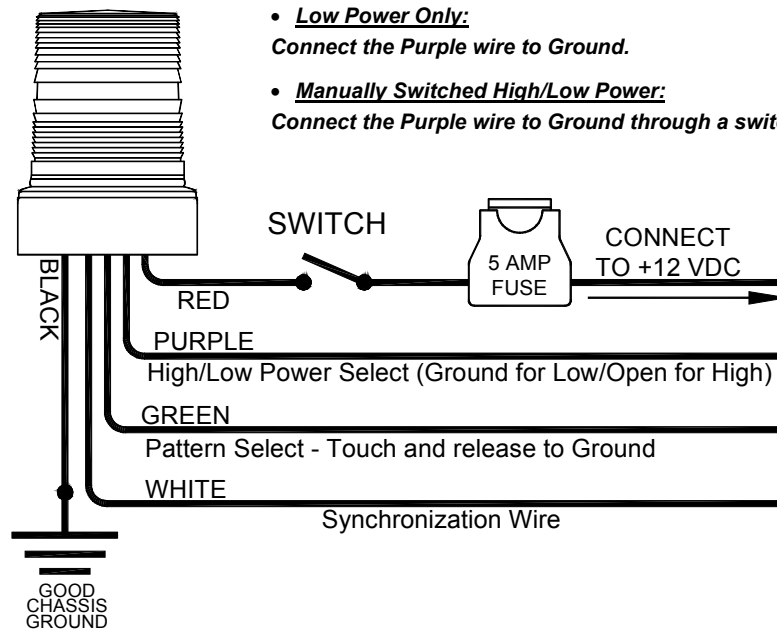 • Low Power Only:
Connect the Purple wire to Ground.
• Manually Switched High/Low Power:
Connect the Purple wire to Ground through a
SWITCH
5 AMP
FUSE
CONNECT
TO +12 VDC
BLACK
RED
PURPLE
High/Low Power Select (Ground for Low/Open for High)
GREEN
Pattern Select - Touch and release to Ground
WHITE
Synchronization Wire
GOOD
CHASSIS
GROUND